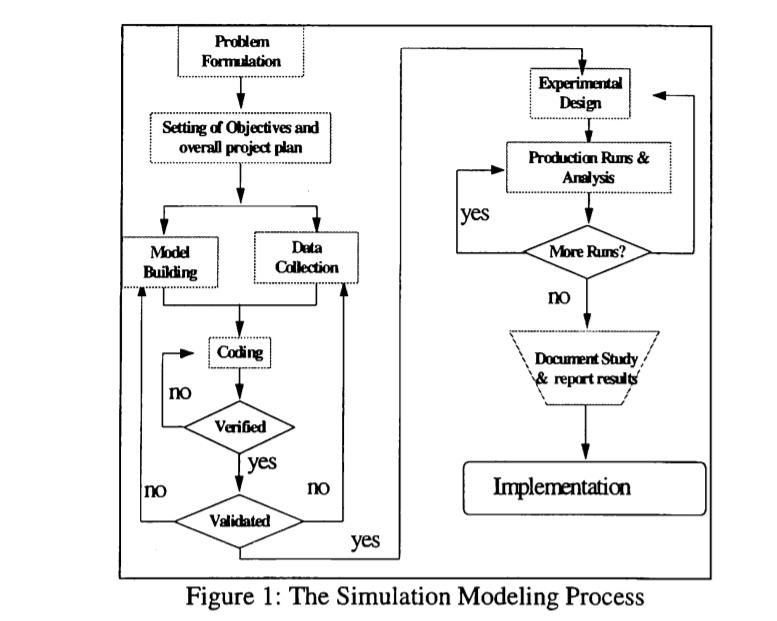 Problem
Formulation
Setting of Objectives and
overall project plan
Model
Building
Data
Collection
Coding
no
Verified
yes
no
no
Validated
yes
Experimental
Design
Production Runs &
Analysis
yes
More Runs?
no
Document Study
& report results
Implementation
Figure 1: The Simulation Modeling Process